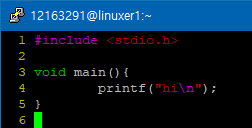 12163291@linuxer1:~
1 #include <stdio.h>
2
3 void main(){
4         printf("hi\n");
5 }
6